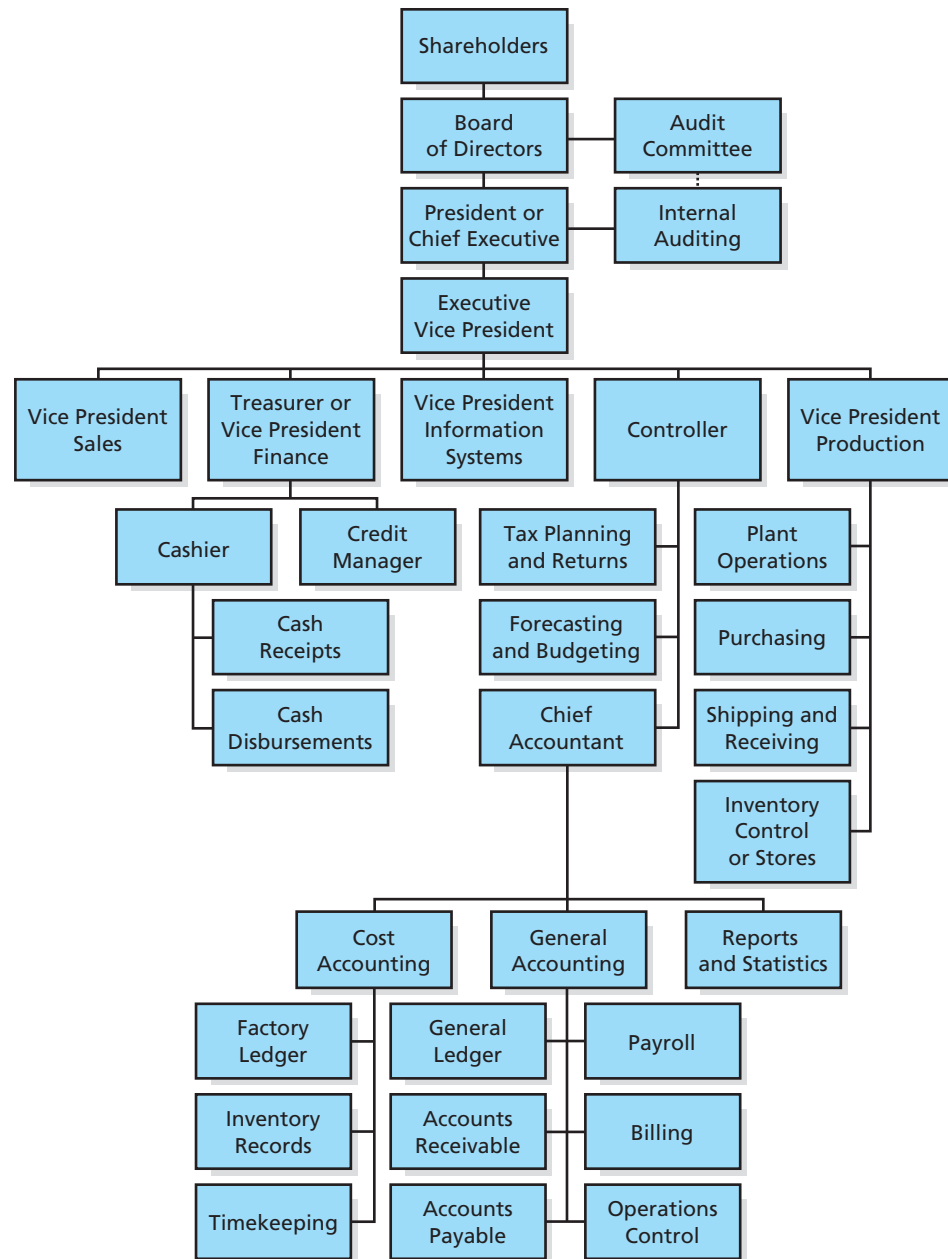 Shareholders
Board
of Directors
Audit
Committee
President or
Chief Executive
Internal
Auditing
Executive
Vice President
Vice President
Sales
Treasurer or
Vice President
Finance
Vice President
Information
Systems
Controller
Vice President
Production
Cashier
Credit
Manager
Tax Planning
and Returns
Plant
Operations
Cash
Receipts
Forecasting
and Budgeting
Purchasing
Cash
Disbursements
Chief
Accountant
Shipping and
Receiving
Inventory
Control
or Stores
Cost
Accounting
General
Accounting
Reports
and Statistics
Factory
Ledger
General
Ledger
Payroll
Inventory
Records
Accounts
Receivable
Billing
Timekeeping
Accounts
Payable
Operations
Control